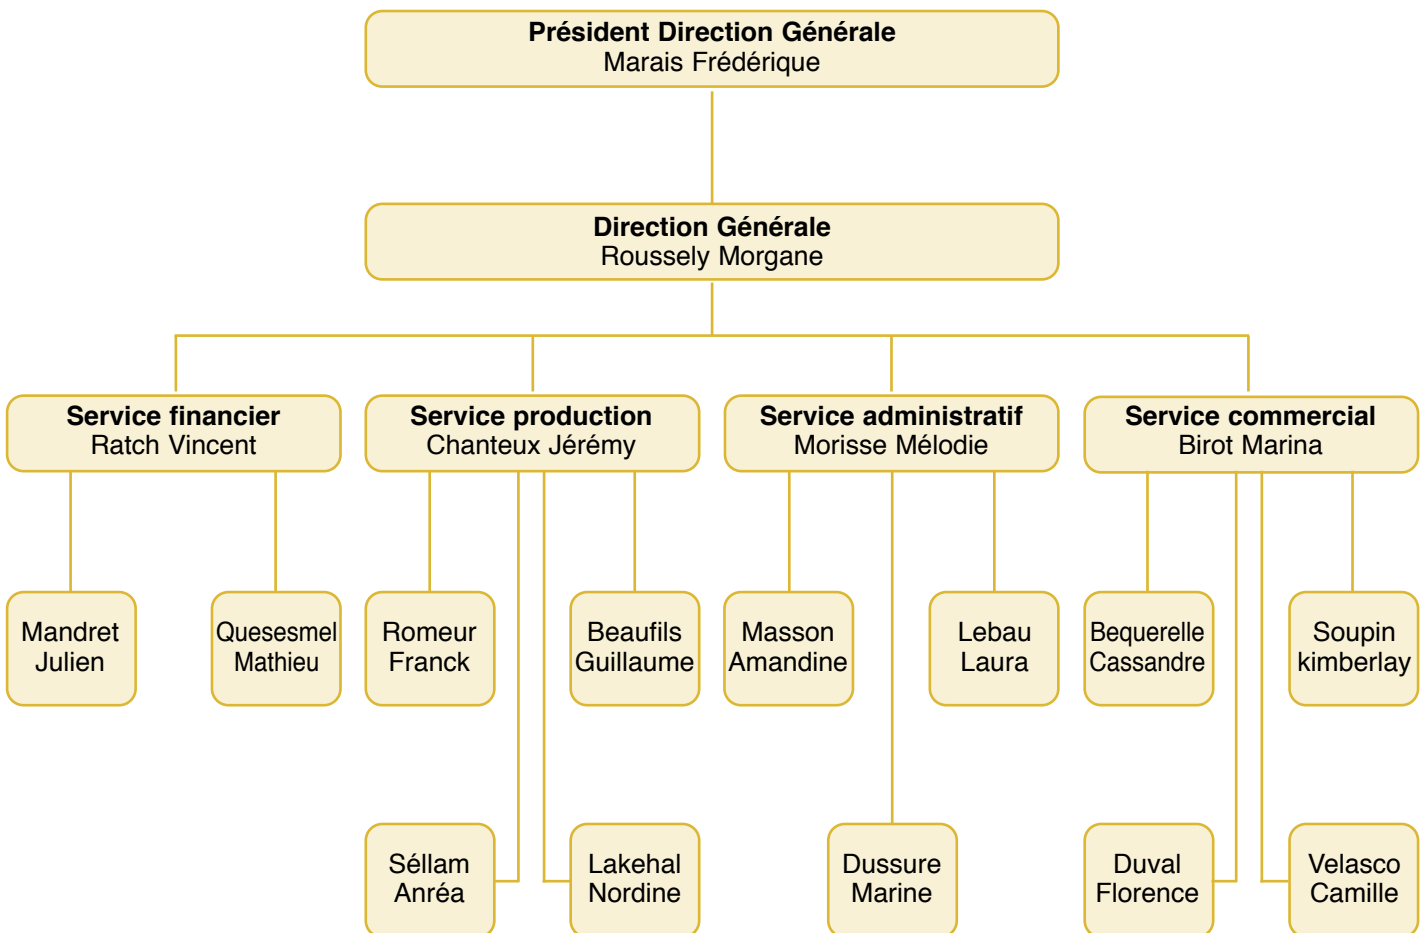 Président Direction Générale
Marais Frédérique
Direction Générale
Roussely Morgane
Service financier
Ratch Vincent
Service production
Chanteux Jérémy
Service administratif
Morisse Mélodie
Service commercial
Birot Marina
Mandret
Julien
Quesesmel
Mathieu
Romeur
Franck
Beaufils
Guillaume
Masson
Amandine
Lebau
Laura
Bequerelle
Cassandre
Soupin
kimberlay
Séllam
Anréa
Lakehal
Nordine
Dussure
Marine
Duval
Florence
Velasco
Camille